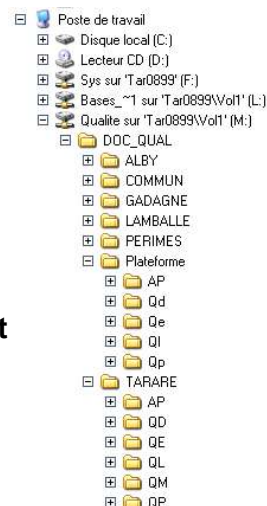 Poste de travail
Disque local (C:)
Lecteur CD (D:)
Sys sur 'Tar0899' (F:)
Bases_~1 sur 'Tar0899\Vol1' (L:)
Qualite sur 'Tar0899\Vol1' (M:)
DOC_QUAL
ALBY
COMMUN
GADAGNE
LAMBALLE
PERIMES
Plateforme
AP
Qd
Qe
Ql
t
Qp
TARARE
AP
QD
QE
QL
QM
QP